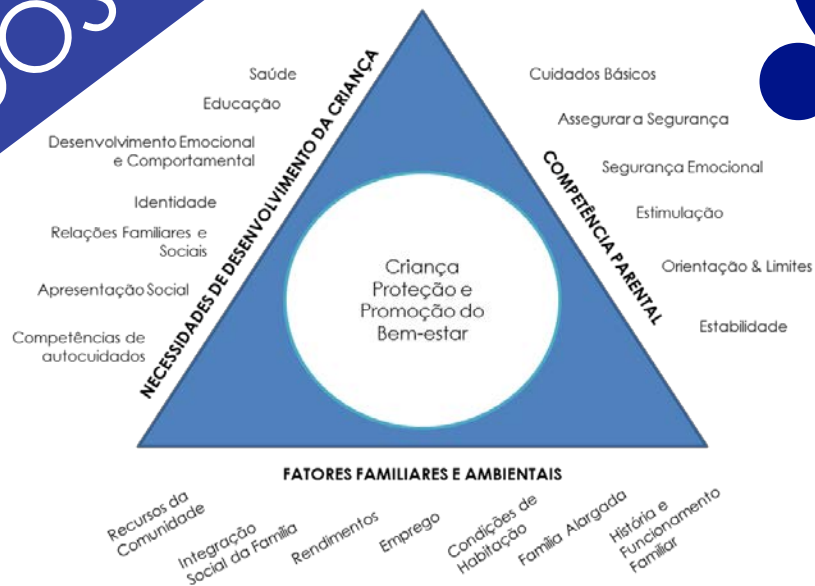 OS
Saúde
Educação
Desenvolvimento Emocional
e Comportamental
Identidade
Relações Familiares e
Sociais
Apresentação Social
Competências de
autocuidados
NECESSIDADES DE DESENVOLVIMENTO DA CRIANÇA
Criança
Proteção e
Promoção do
Bem-estar
COMPETÊNCIA PARENTAL
Cuidados Básicos
Assegurar a Segurança
Segurança Emocional
Estimulação
Orientação & Limites
Estabilidade
FATORES FAMILIARES E AMBIENTAIS
Recursos da
Comunidade
Integração
Social da Família
Rendimentos
Emprego
Condições de
Habitação
Família Alargada
História e
Funcionamento
Familiar